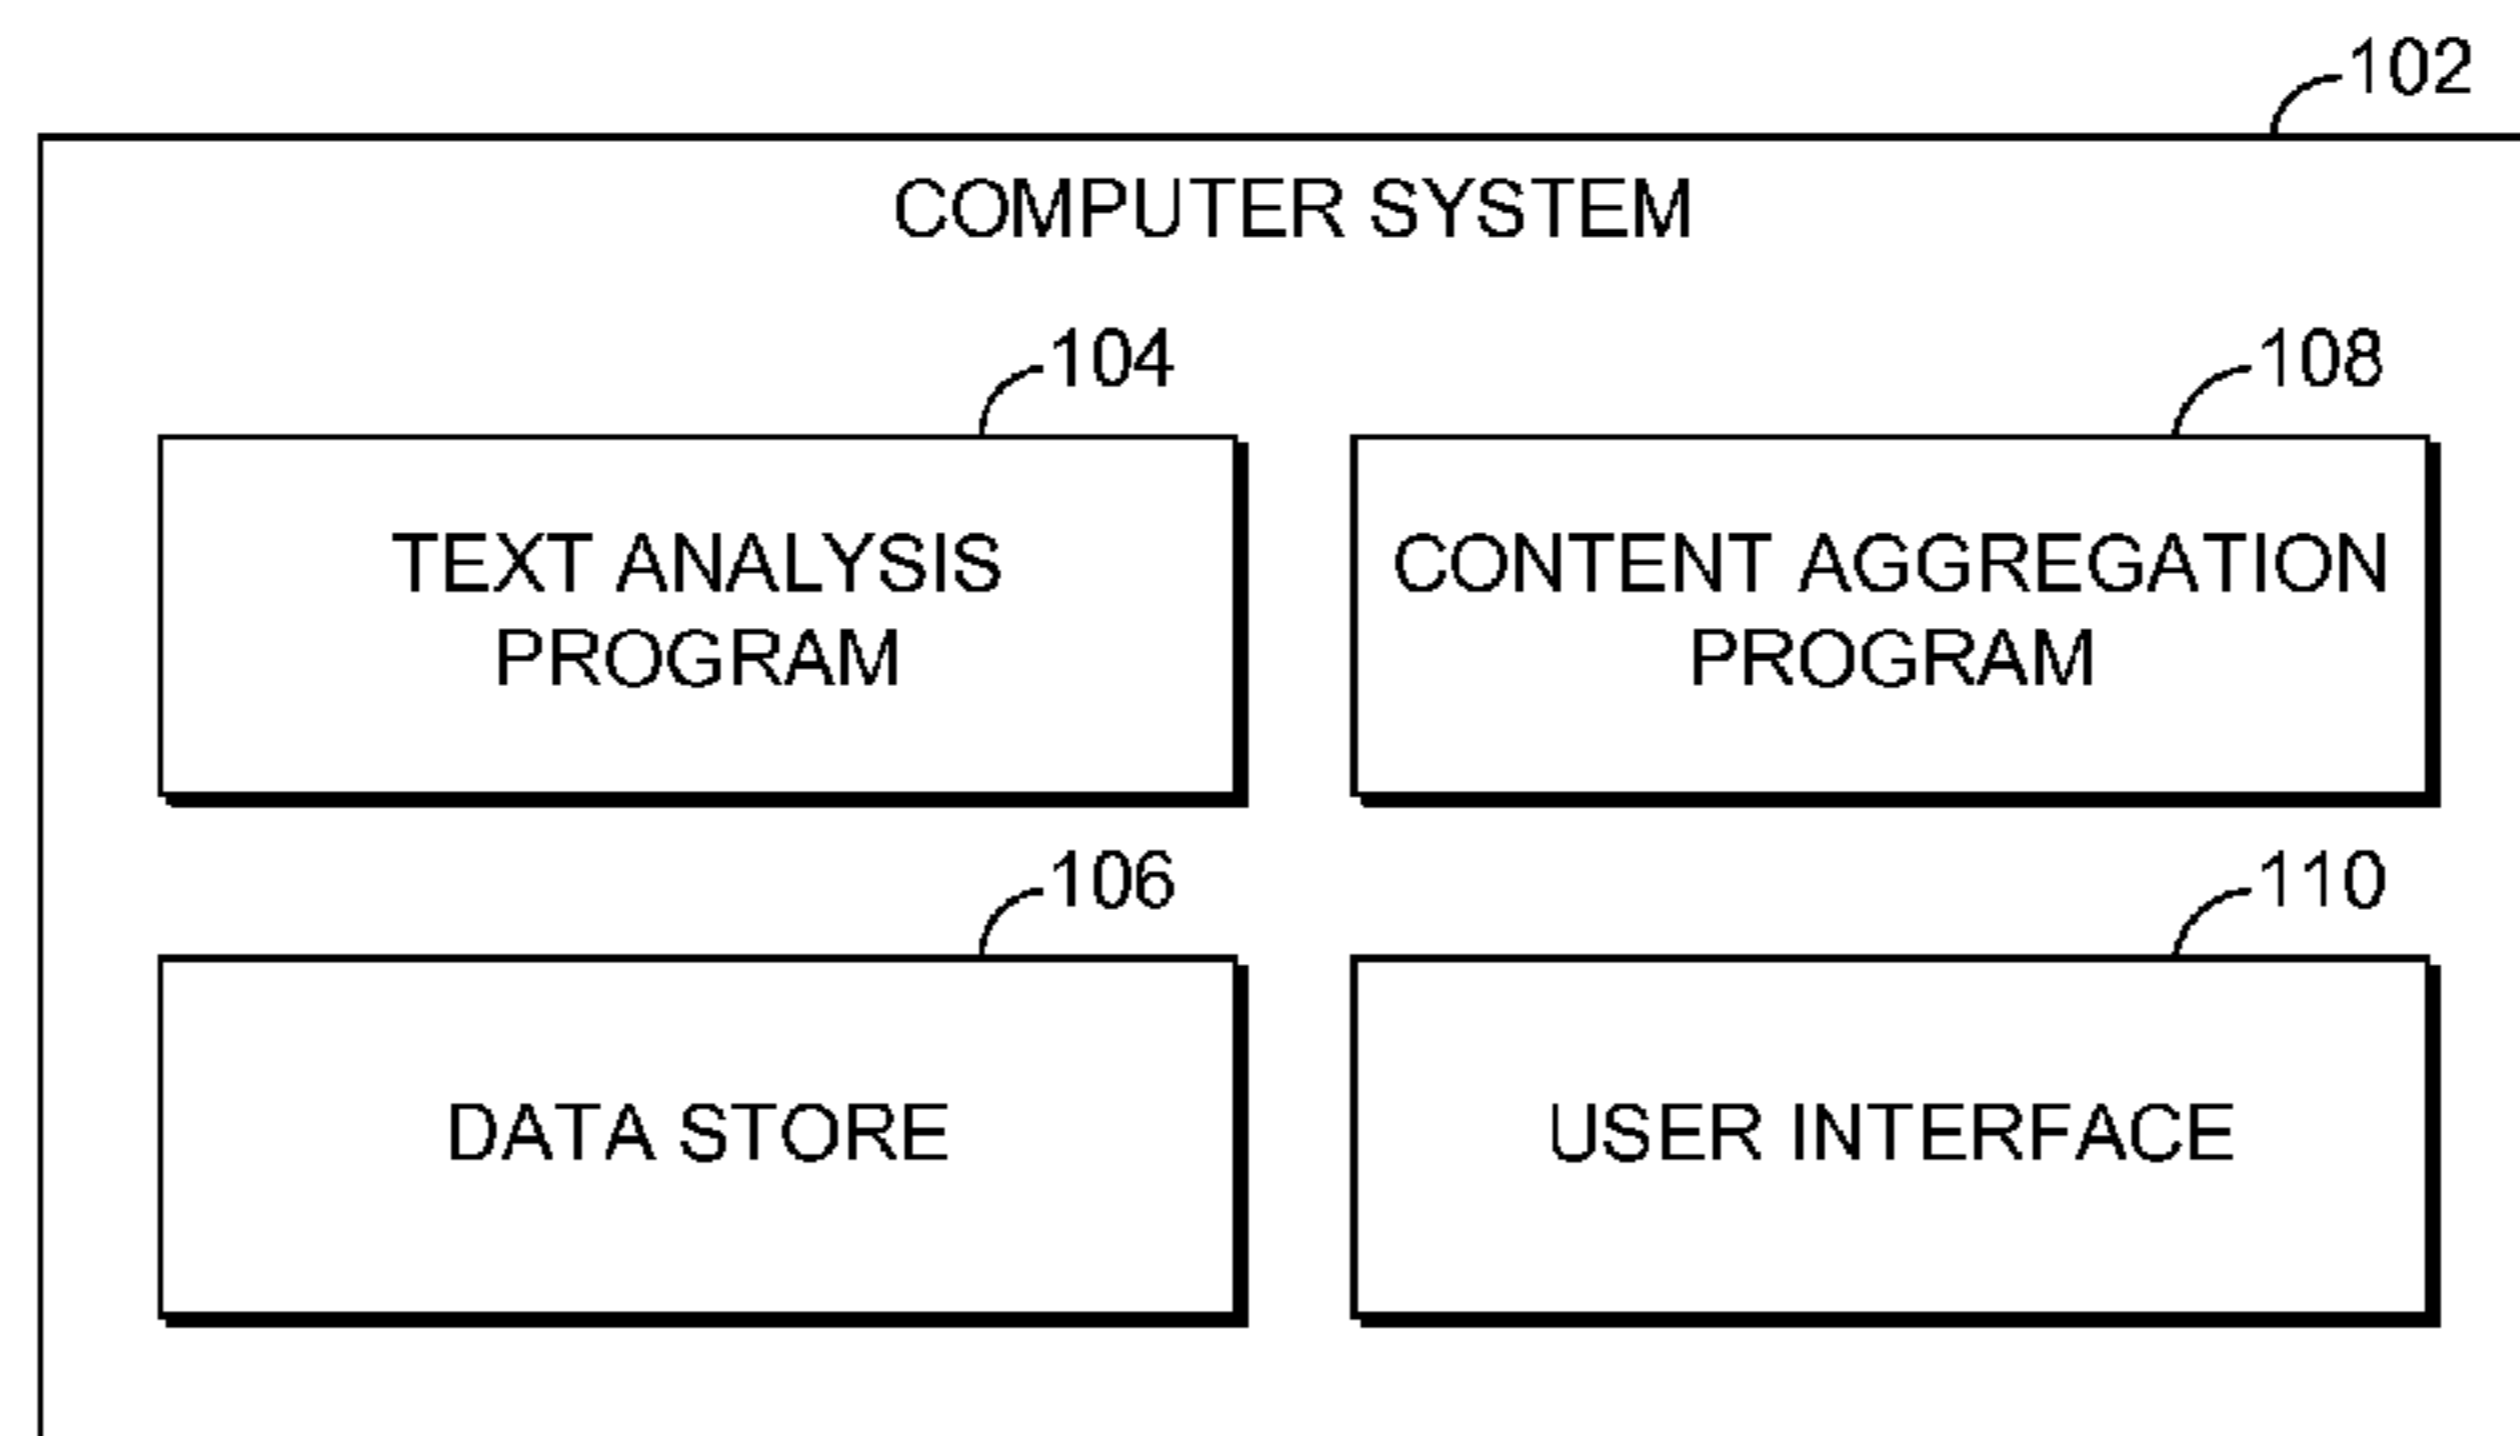 102
COMPUTER SYSTEM
104
TEXT ANALYSIS
PROGRAM
108
CONTENT AGGREGATION
PROGRAM
106
DATA STORE
110
USER INTERFACE